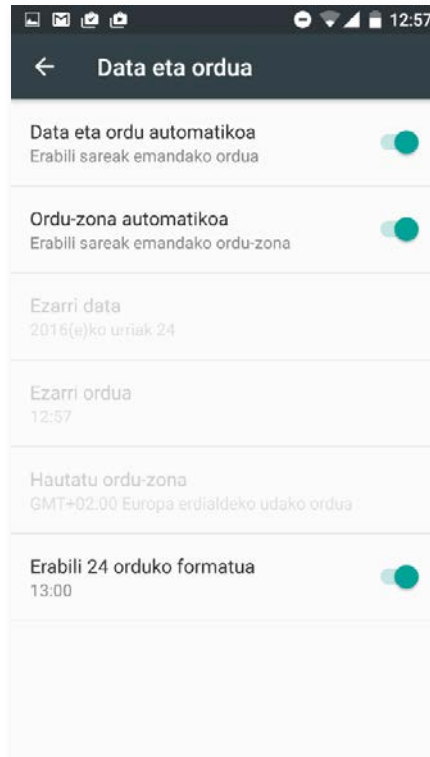 12:57
Data eta ordua
Data eta ordu automatikoa
Erabili sareak emandako ordua
Ordu-zona automatikoa
Erabili sareak emandako ordu-zona
Ezarri data
2016(e)ko urriak 24
Ezarri ordua
12:57
Hautatu ordu-zona
GMT+02:00 Europa erdialdeko udako ordua
Erabili 24 orduko formatua
13:00